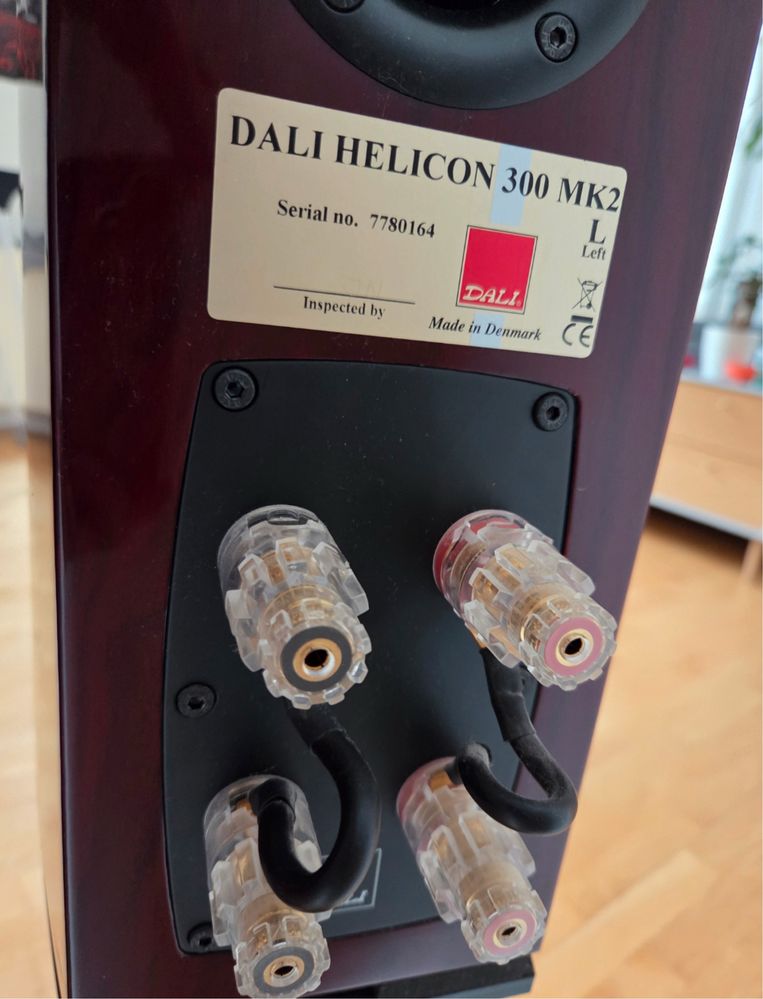 DALI HELICON 300 MK2
Serial no. 7780164
L
Left
DALI
Inspected by
Made in Denmark
CE